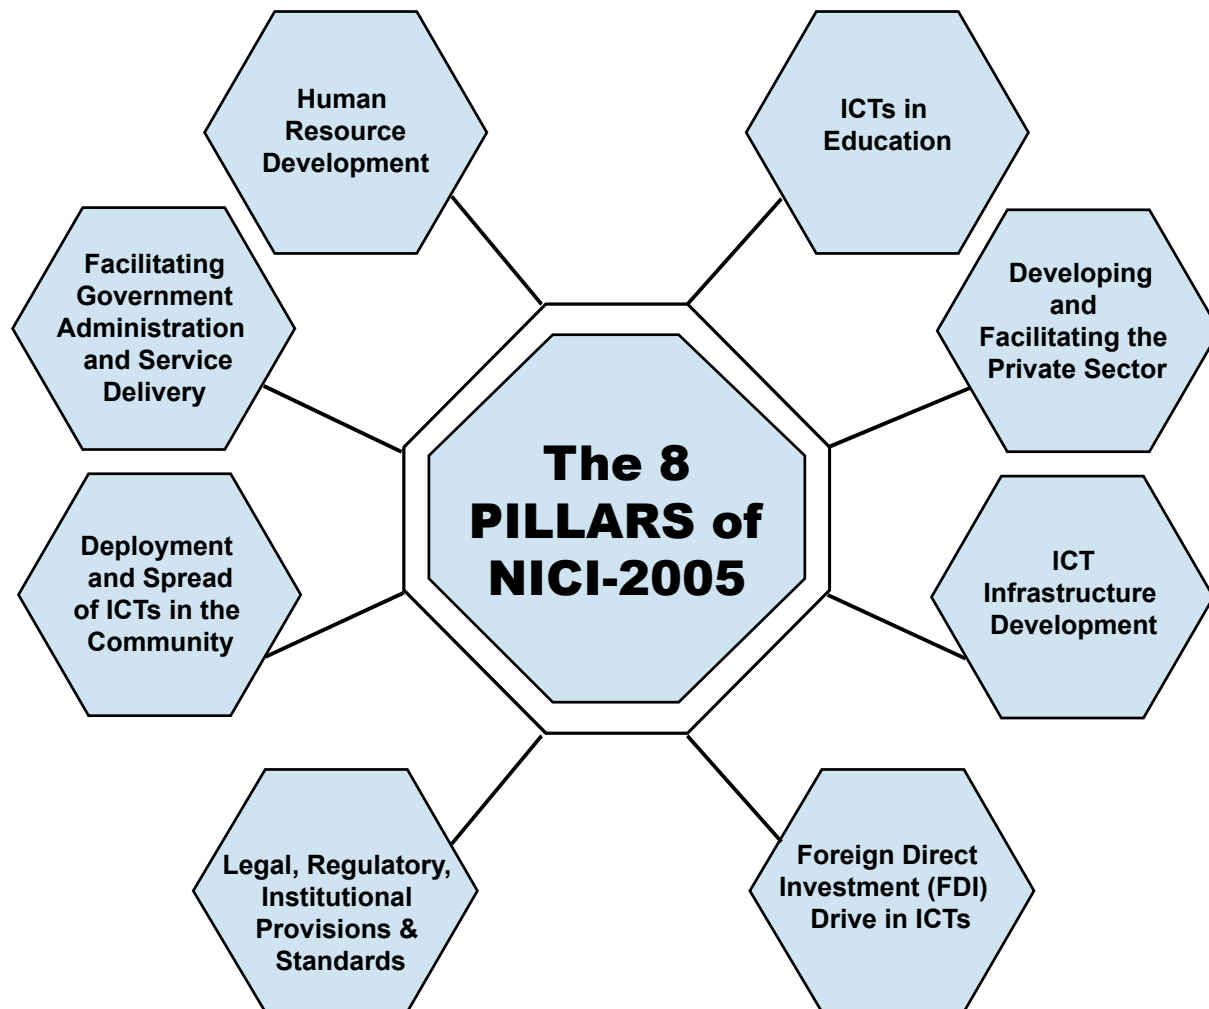 Human
Resource
Development
ICTs in
Education
Facilitating
Government
Administration
and Service
Delivery
Developing
and
Facilitating the
Private Sector
The 8
PILLARS of
NICI-2005
Deployment
and Spread
of ICTs in the
Community
ICT
Infrastructure
Development
Legal, Regulatory,
Institutional
Provisions &
Standards
Foreign Direct
Investment (FDI)
Drive in ICTs